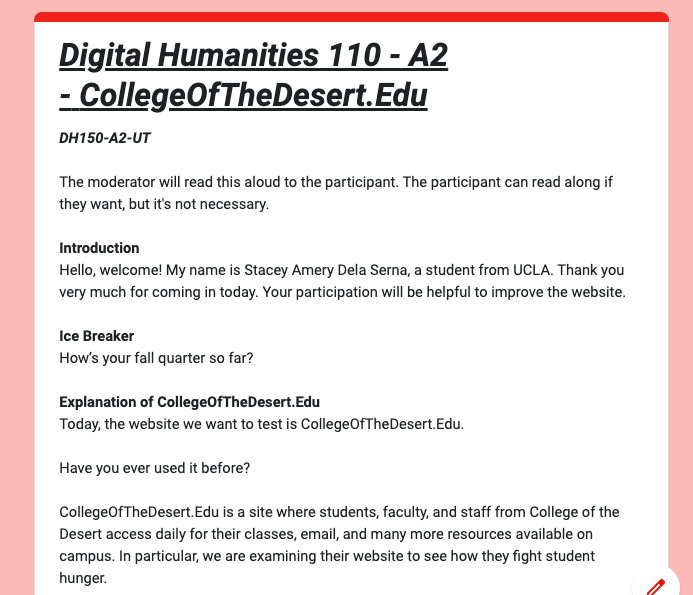 Digital Humanities 110 - A2
- CollegeOfTheDesert.Edu
DH150-A2-UT
The moderator will read this aloud to the participant. The participant can read along if
they want, but it's not necessary.
Introduction
Hello, welcome! My name is Stacey Amery Dela Serna, a student from UCLA. Thank you
very much for coming in today. Your participation will be helpful to improve the website.
Ice Breaker
How’s your fall quarter so far?
Explanation of CollegeOfTheDesert.Edu
Today, the website we want to test is CollegeOfTheDesert.Edu.
Have you ever used it before?
CollegeOfTheDesert.Edu is a site where students, faculty, and staff from College of the
Desert access daily for their classes, email, and many more resources available on
campus. In particular, we are examining their website to see how they fight student
hunger.